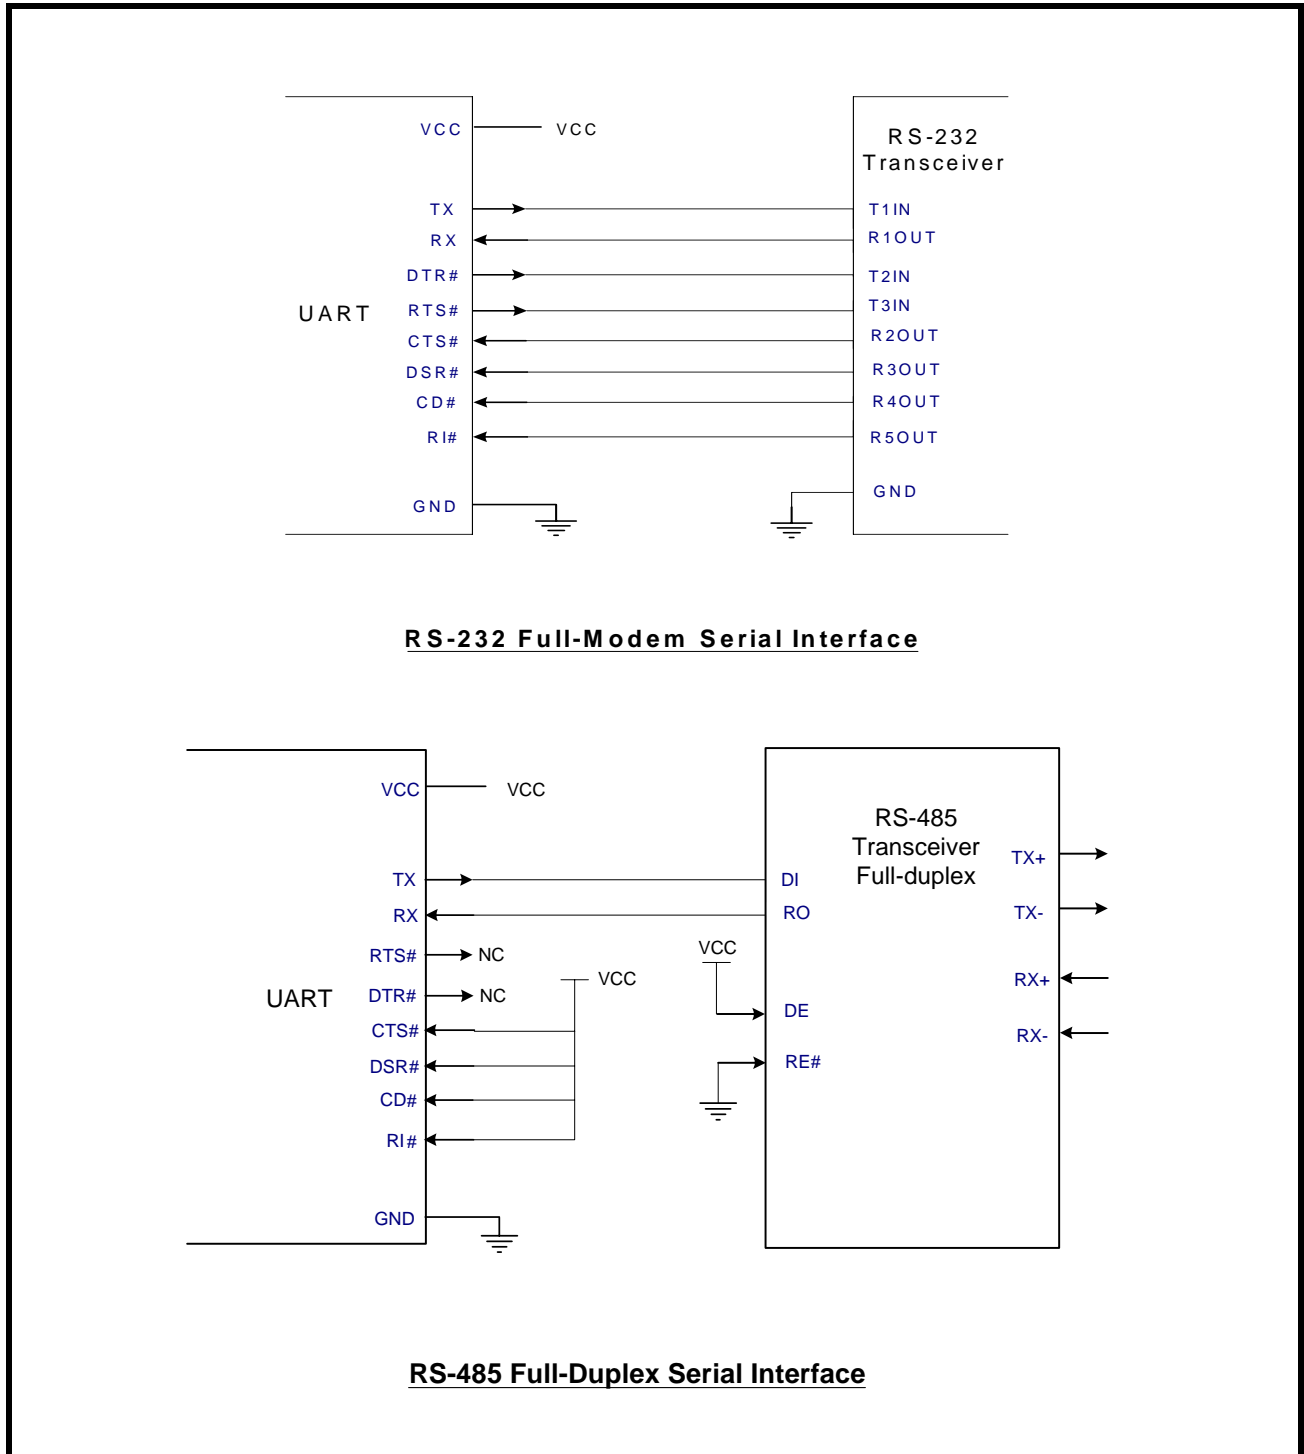 VCC
VCC
RS-232
Transceiver
TX
T1IN
RX
R1OUT
DTR#
T2IN
UART
RTS#
T3IN
CTS#
R2OUT
DSR#
R3OUT
CD#
R4OUT
RI#
R5OUT
GND
GND
RS-232 Full-Modem Serial Interface
VCC
VCC
RS-485
Transceiver
Full-duplex
TX+
TX
DI
RX
RO
TX-
RTS#
NC
VCC
VCC
RX+
UART
DTR#
NC
DE
CTS#
RX-
DSR#
RE#
CD#
RI#
GND
RS-485 Full-Duplex Serial Interface